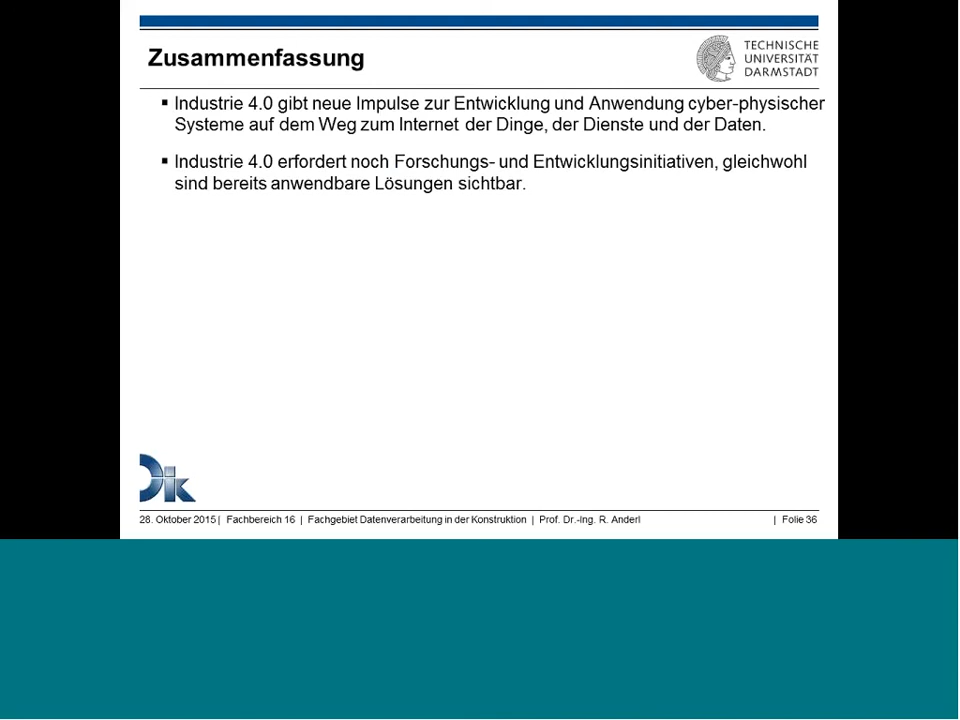 Zusammenfassung
TECHNISCHE
UNIVERSITÄT
DARMSTADT
▪ Industrie 4.0 gibt neue Impulse zur Entwicklung und Anwendung cyber-physischer
Systeme auf dem Weg zum Internet der Dinge, der Dienste und der Daten.
▪ Industrie 4.0 erfordert noch Forschungs- und Entwicklungsinitiativen, gleichwohl
sind bereits anwendbare Lösungen sichtbar.
Dik
28. Oktober 2015 | Fachbereich 16 | Fachgebiet Datenverarbeitung in der Konstruktion | Prof. Dr.-Ing. R. Anderl | Folie 36